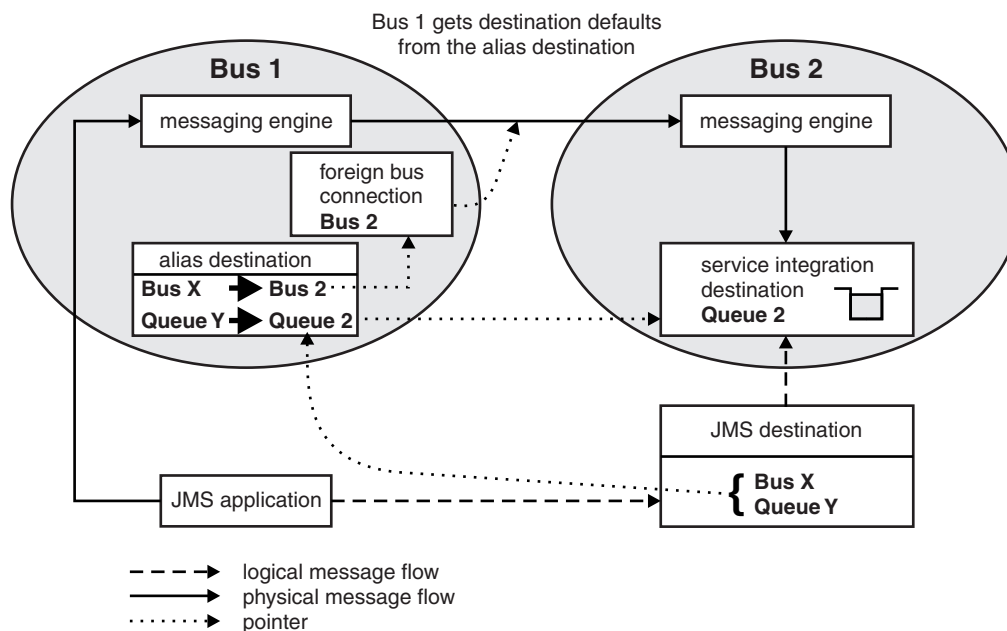 Bus 1 gets destination defaults
from the alias destination
Bus 1
messaging engine
foreign bus
connection
Bus 2
alias destination
Bus X Bus 2
Queue Y Queue 2
Bus 2
messaging engine
service integration
destination
Queue 2
JMS destination
Bus X
Queue Y
JMS application
logical message flow
physical message flow
pointer